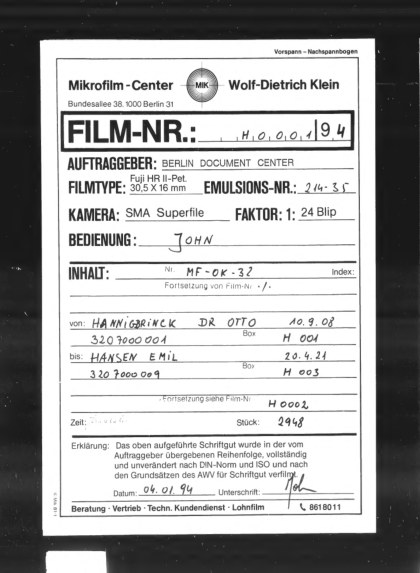 Vorspann – Nachspannbogen
Mikrofilm-Center MIK Wolf-Dietrich Klein
Bundesallee 38, 1000 Berlin 31
FILM-NR.: H0001/94
AUFTRAGGEBER: BERLIN DOCUMENT CENTER
FILMTYPE: Fuji HR II-Pet. 30,5 X 16 mm EMULSIONS-NR.: 214-35
KAMERA: SMA Superfile FAKTOR: 1: 24 Blip
BEDIENUNG: JOHN
INHALT: Nr. MF-OK-32 Index:
Fortsetzung von Film-Nr. -/-
von: HANNIGBRINCK DR OTTO 10.9.08
3207000001 Box H 001
bis: HANSEN EMIL 20.4.21
3207000009 Box H 003
Fortsetzung siehe Film-Nr. H0002
Zeit: Stück: 2948
Erklärung: Das oben aufgeführte Schriftgut wurde in der vom
Auftraggeber übergebenen Reihenfolge, vollständig
und unverändert nach DIN-Norm und ISO und nach
den Grundsätzen des AWV für Schriftgut verfilmt.
Datum: 04.01.94 Unterschrift:
Beratung · Vertrieb · Techn. Kundendienst · Lohnfilm 8618011